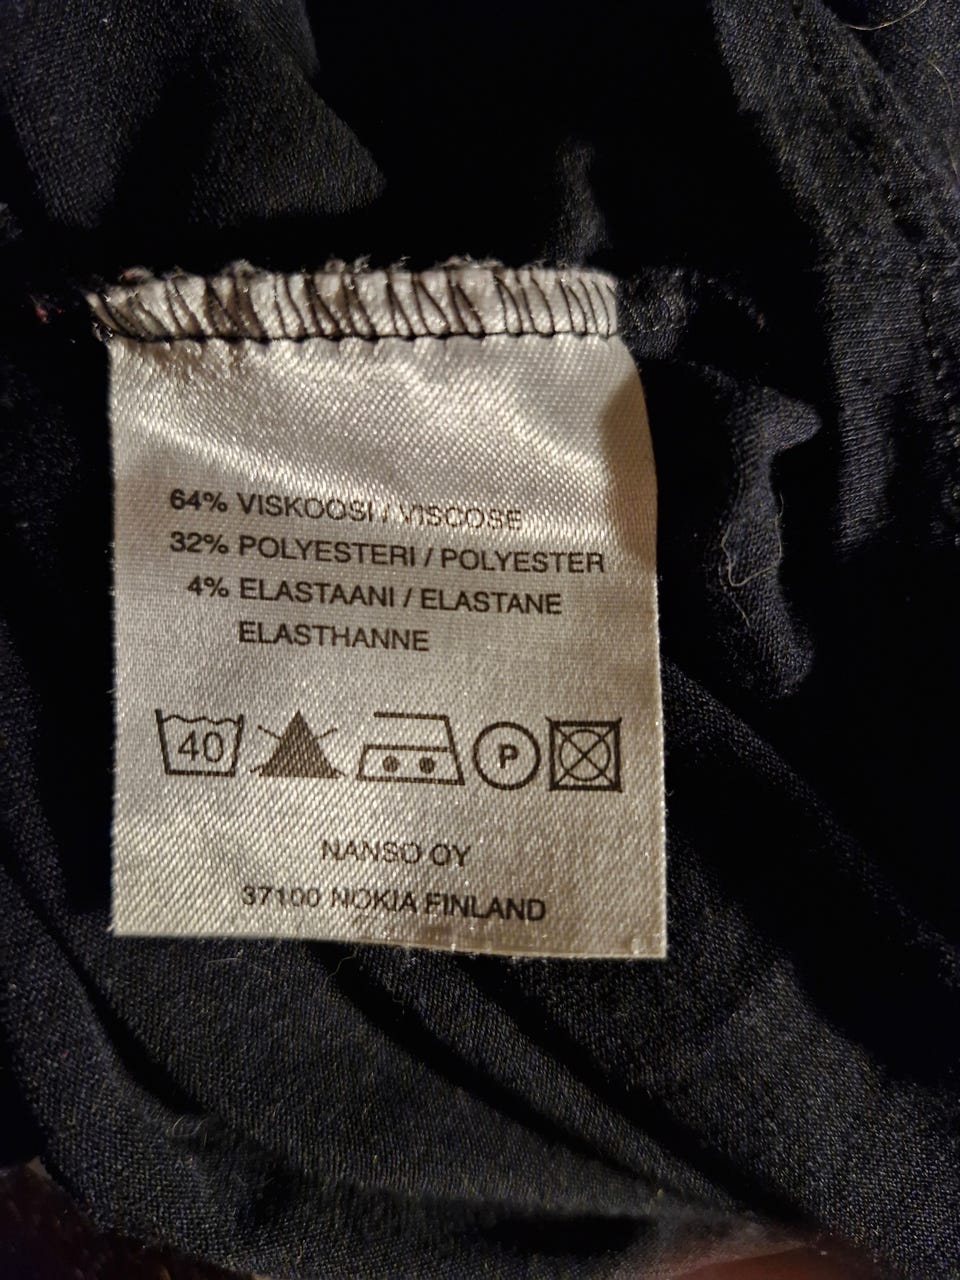 64% VISKOOSI / VISCOSE
32% POLYESTERI / POLYESTER
4% ELASTAANI / ELASTANE
ELASTHANNE
40
P
NANSO OY
37100 NOKIA FINLAND